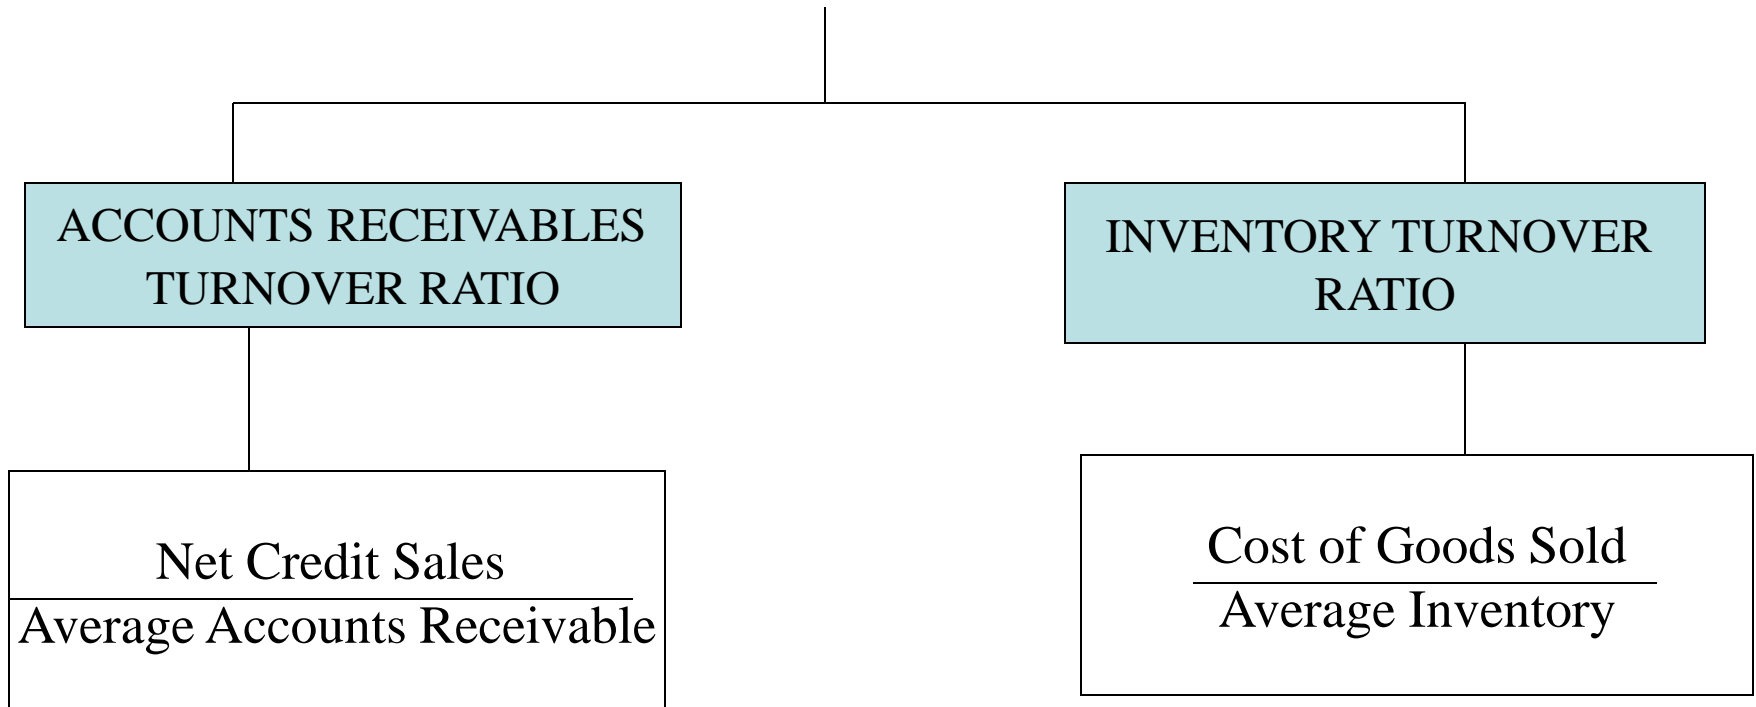 ACCOUNTS RECEIVABLES
TURNOVER RATIO
INVENTORY TURNOVER
RATIO
Net Credit Sales
Average Accounts Receivable
Cost of Goods Sold
Average Inventory